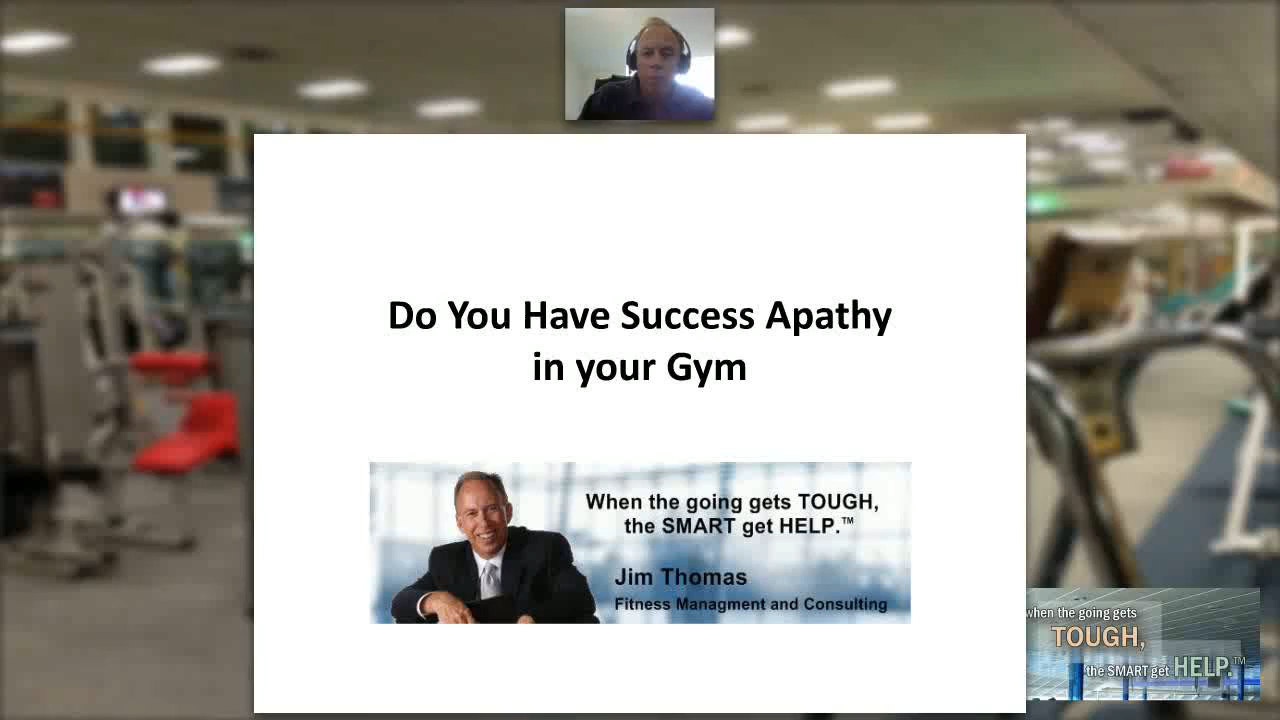 Do You Have Success Apathy
in your Gym
When the going gets TOUGH,
the SMART get HELP.™
Jim Thomas
Fitness Managment and Consulting
when the going gets
TOUGH,
the SMART get HELP.™